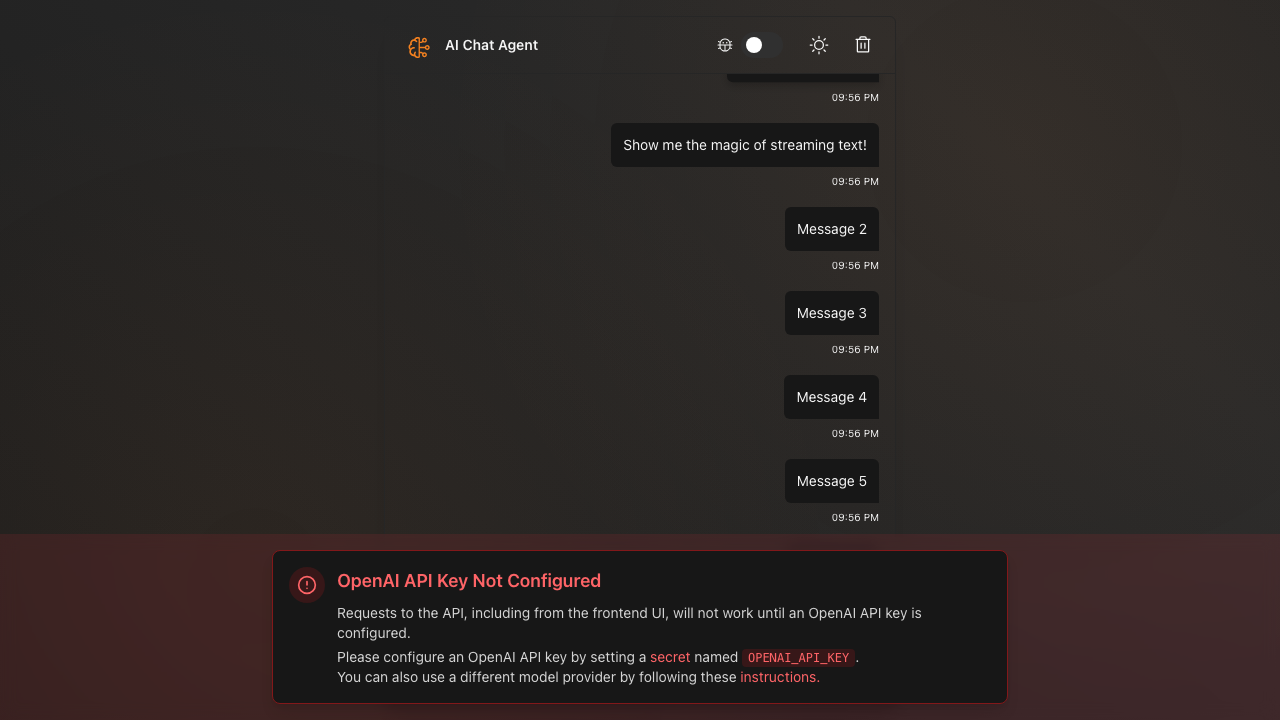 AI Chat Agent
09:56 PM
Show me the magic of streaming text!
09:56 PM
Message 2
09:56 PM
Message 3
09:56 PM
Message 4
09:56 PM
Message 5
09:56 PM
OpenAI API Key Not Configured
Requests to the API, including from the frontend UI, will not work until an OpenAI API key is
configured.
Please configure an OpenAI API key by setting a secret named OPENAI_API_KEY.
You can also use a different model provider by following these instructions.